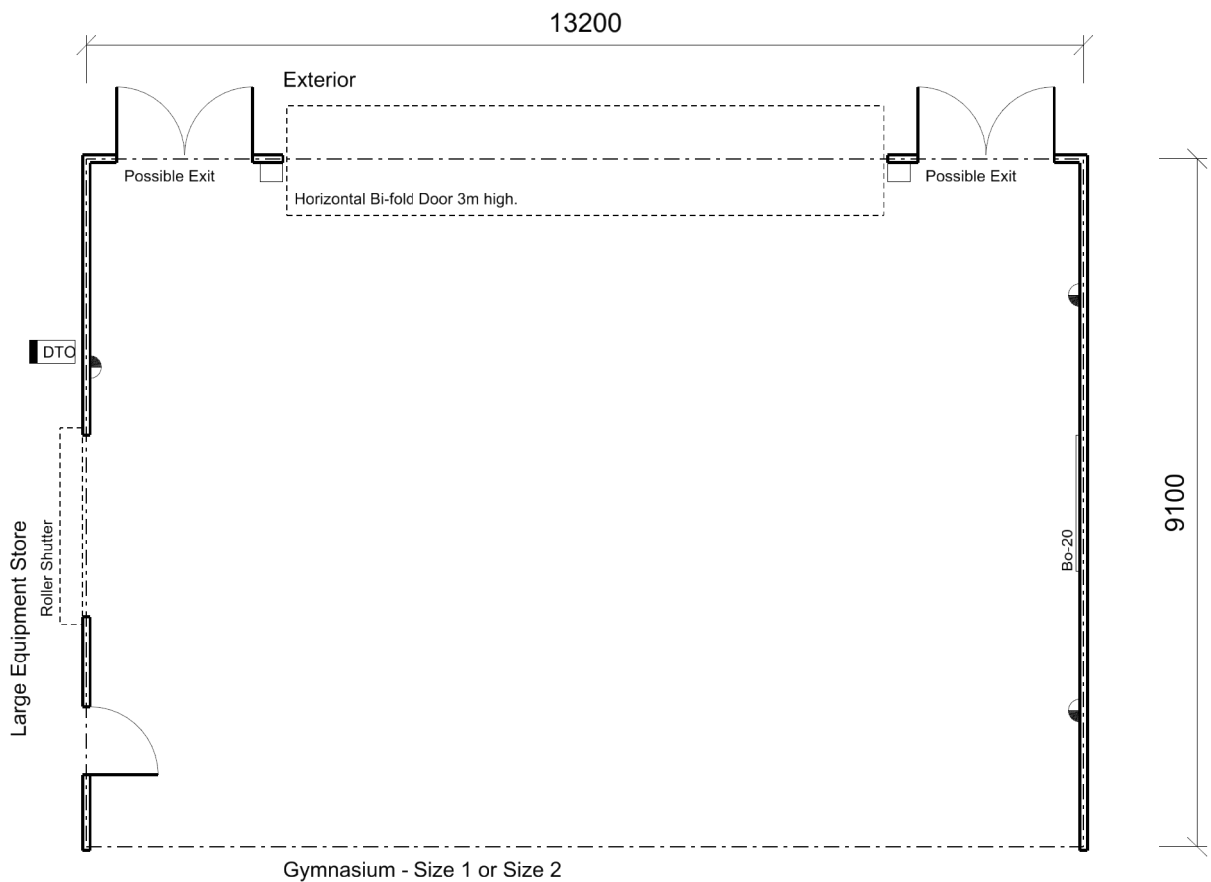 13200
Exterior
Possible Exit
Possible Exit
Horizontal Bi-fold Door 3m high.
DTO
9100
Large Equipment Store
Roller Shutter
Bo-20
Gymnasium - Size 1 or Size 2